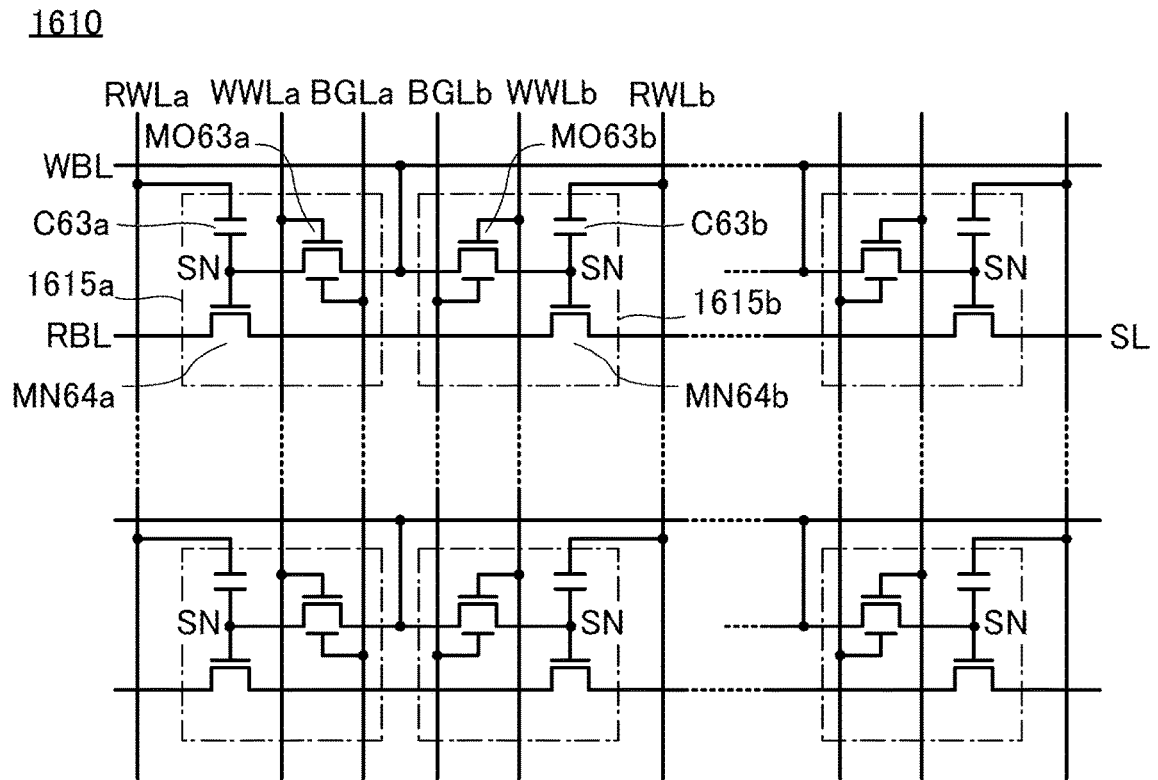 1610
RWLa WWLa BGLa BGLb WWLb RWLb
MO63a MO63b
WBL
C63a C63b
SN SN SN
1615a 1615b
RBL SL
MN64a MN64b
SN SN SN